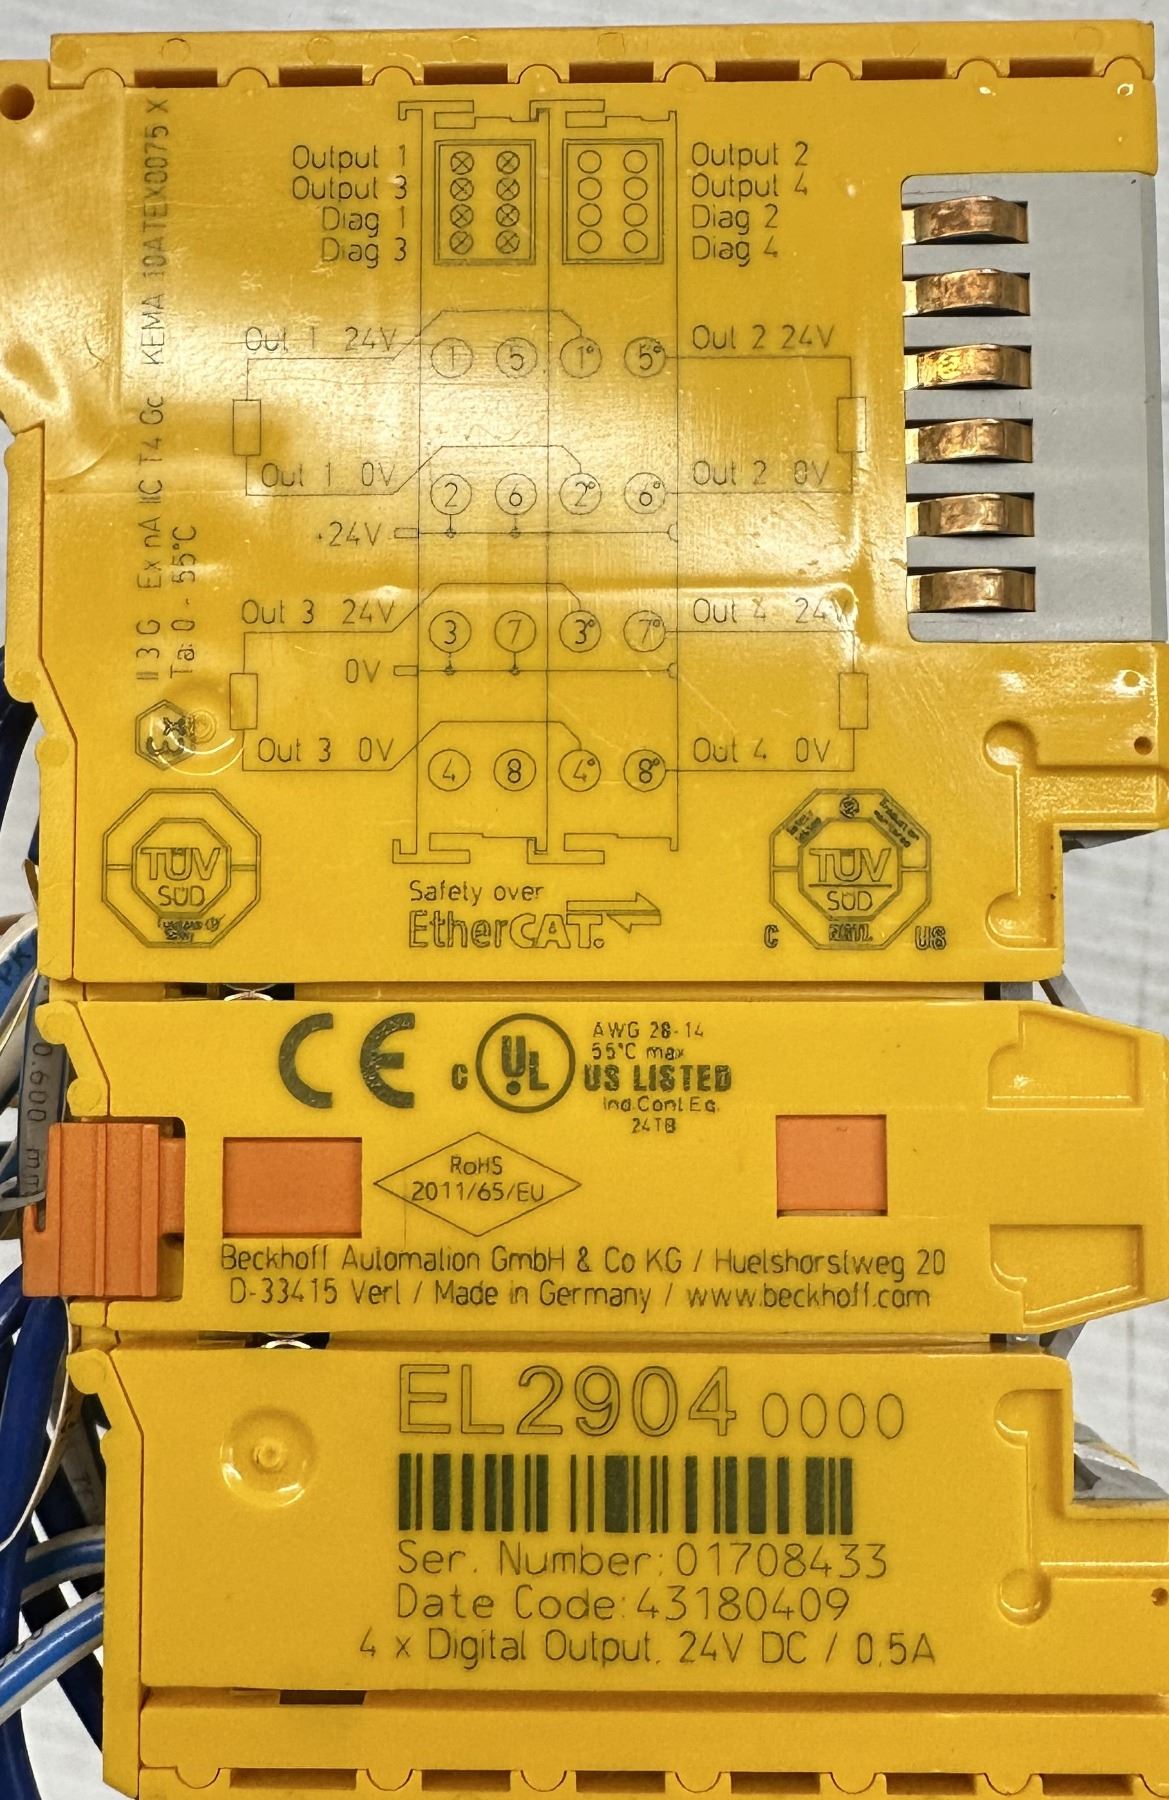 KEMA 10ATEX0075 X
II 3 G Ex nA IIC T4 Gc
Ta: 0 - 55°C
Output 1
Output 3
Diag 1
Diag 3
Output 2
Output 4
Diag 2
Diag 4
Out 1 24V
1 5 1' 5'
Out 2 24V
Out 1 0V
2 6 2' 6'
Out 2 0V
+24V
Out 3 24V
3 7 3' 7'
Out 4 24V
0V
Out 3 0V
4 8 4' 8'
Out 4 0V
Ex
TÜV
SÜD
Safety over
EtherCAT.
TÜV
SÜD
C US
CE
C UL US LISTED
AWG 28-14
55°C max
Ind.Cont.Eq.
24TB
RoHS
2011/65/EU
Beckhoff Automation GmbH & Co KG / Huelshorstweg 20
D-33415 Verl / Made in Germany / www.beckhoff.com
EL2904 0000
Ser. Number: 01708433
Date Code: 43180409
4 x Digital Output, 24V DC / 0,5A
0.600 mm